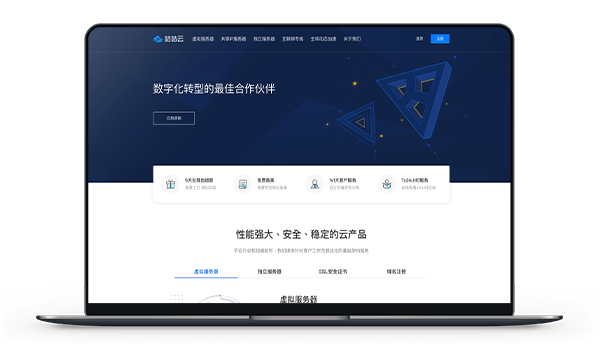 咕咕云 虚拟服务器 共享IP服务器 独立服务器 互联网专线 全球动态加速 关于我们 登录 注册
数字化转型的最佳合作伙伴
立即咨询
5天无理由退款 免费备案 1v1大客户服务 7x24小时服务
性能强大、安全、稳定的云产品
虚拟服务器 独立服务器 SSL安全证书 域名注册
虚拟服务器